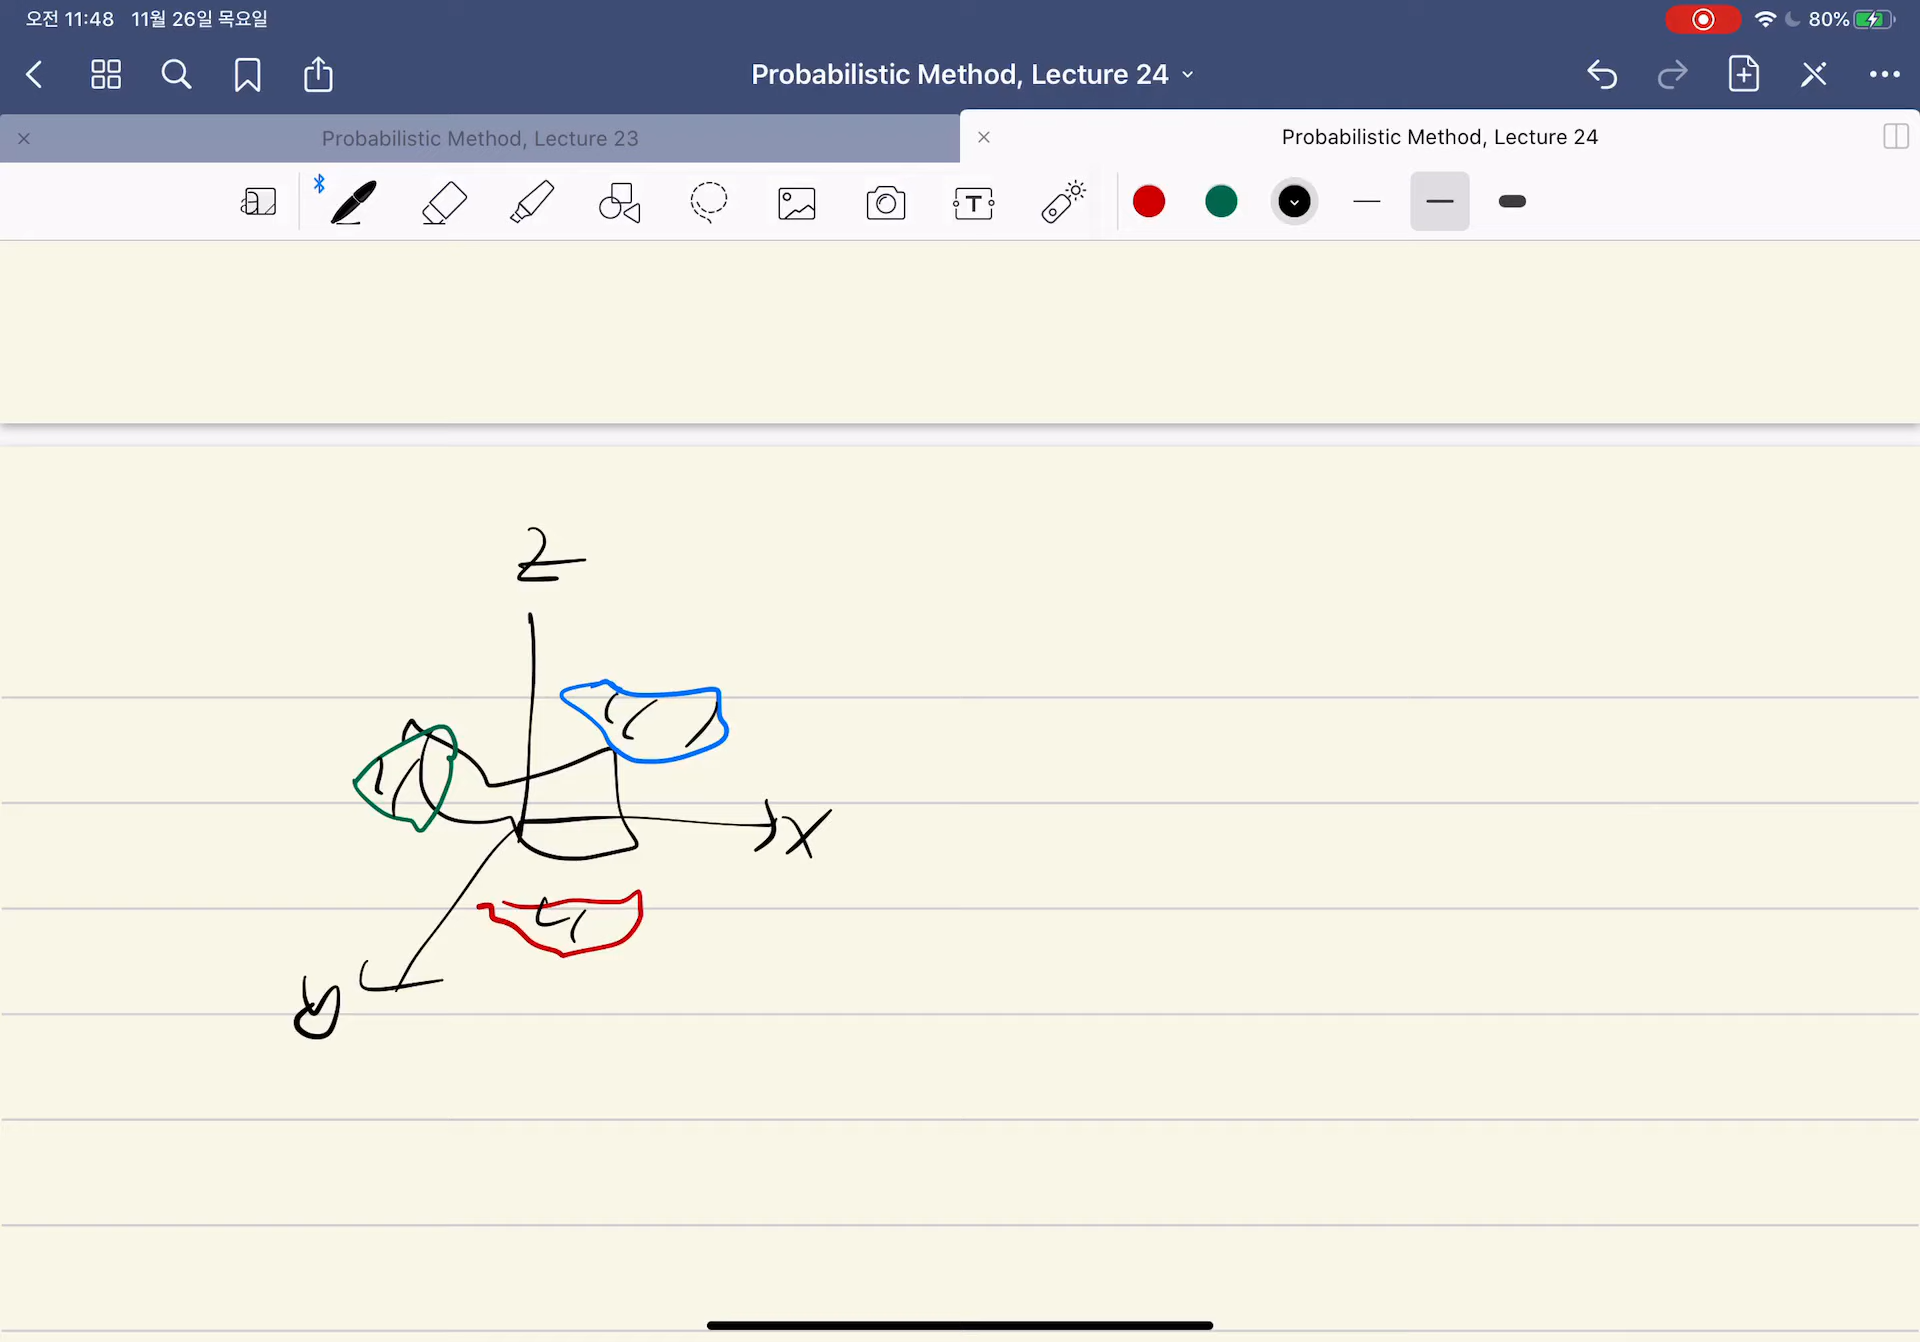 오전 11:48 11월 26일 목요일
80%
Probabilistic Method, Lecture 24
Probabilistic Method, Lecture 23
Probabilistic Method, Lecture 24
Z
X
y